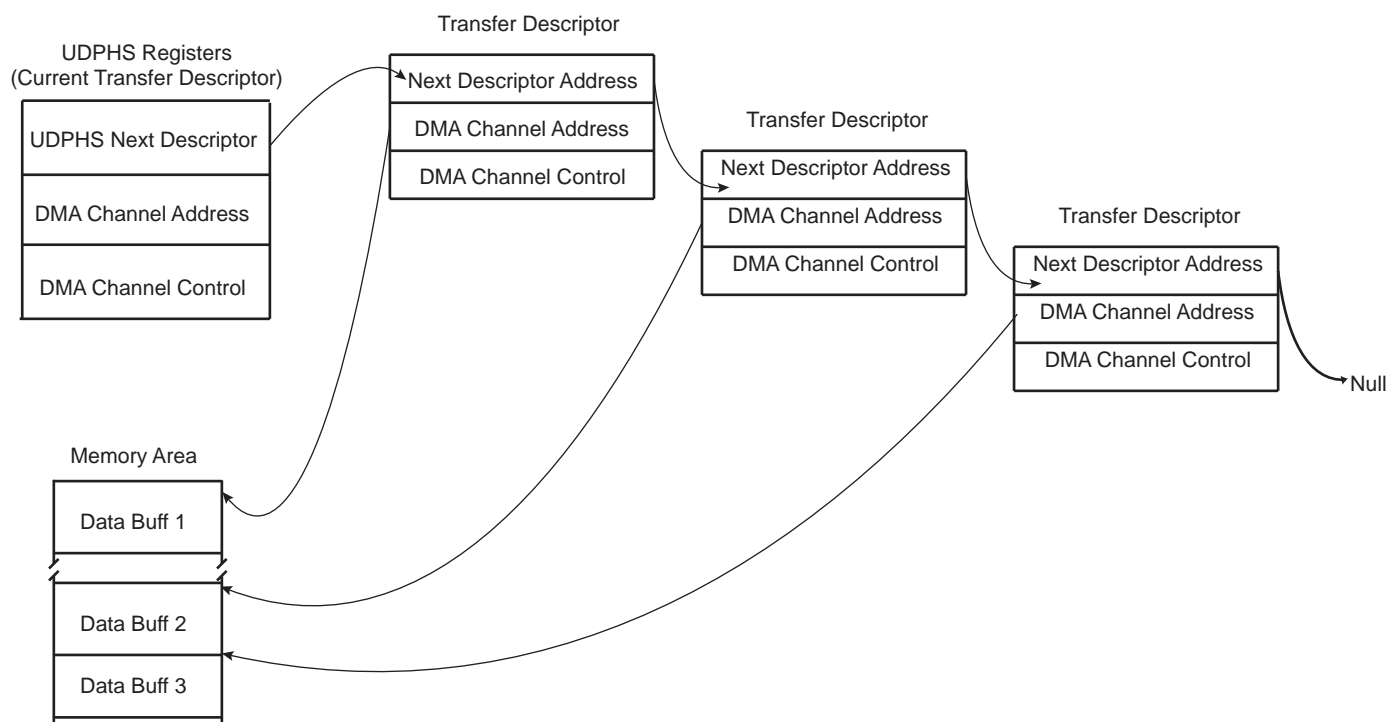 UDPHS Registers
(Current Transfer Descriptor)
UDPHS Next Descriptor
DMA Channel Address
DMA Channel Control
Transfer Descriptor
Next Descriptor Address
DMA Channel Address
DMA Channel Control
Transfer Descriptor
Next Descriptor Address
DMA Channel Address
DMA Channel Control
Transfer Descriptor
Next Descriptor Address
DMA Channel Address
DMA Channel Control
Null
Memory Area
Data Buff 1
Data Buff 2
Data Buff 3